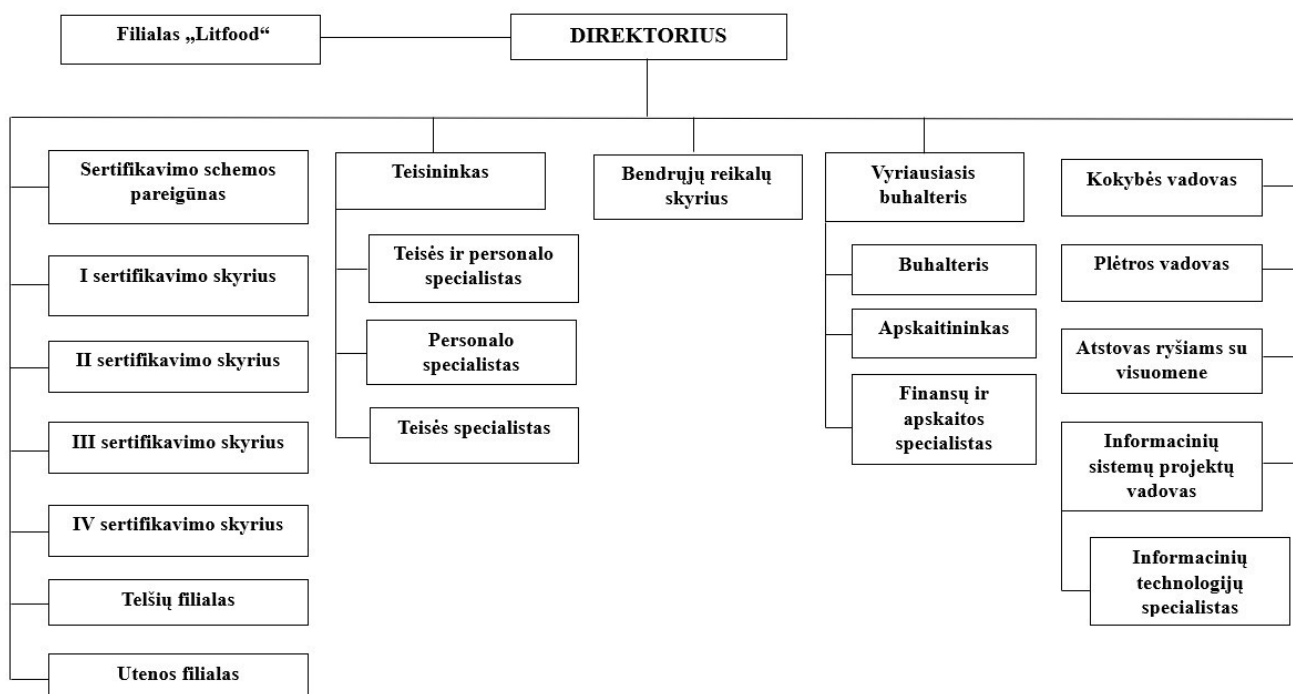 Filialas „Litfood“
DIREKTORIUS
Sertifikavimo schemos
pareigūnas
I sertifikavimo skyrius
II sertifikavimo skyrius
III sertifikavimo skyrius
IV sertifikavimo skyrius
Telšių filialas
Utenos filialas
Teisininkas
Teisės ir personalo
specialistas
Personalo
specialistas
Teisės specialistas
Bendrųjų reikalų
skyrius
Vyriausiasis
buhalteris
Buhalteris
Apskaitininkas
Finansų ir
apskaitos
specialistas
Kokybės vadovas
Plėtros vadovas
Atstovas ryšiams su
visuomene
Informacinių
sistemų projektų
vadovas
Informacinių
technologijų
specialistas